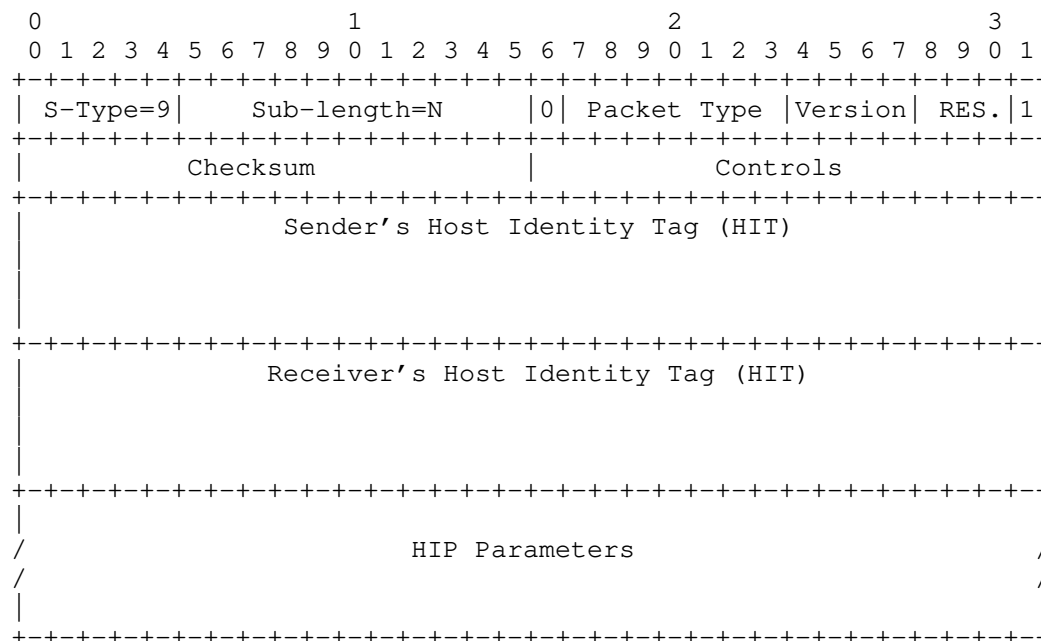 0                   1                   2                   3
 0 1 2 3 4 5 6 7 8 9 0 1 2 3 4 5 6 7 8 9 0 1 2 3 4 5 6 7 8 9 0 1
+-+-+-+-+-+-+-+-+-+-+-+-+-+-+-+-+-+-+-+-+-+-+-+-+-+-+-+-+-+-+-+--
| S-Type=9|     Sub-length=N      |0| Packet Type |Version| RES.|1
+-+-+-+-+-+-+-+-+-+-+-+-+-+-+-+-+-+-+-+-+-+-+-+-+-+-+-+-+-+-+-+--
|          Checksum             |           Controls
+-+-+-+-+-+-+-+-+-+-+-+-+-+-+-+-+-+-+-+-+-+-+-+-+-+-+-+-+-+-+-+--
|                Sender's Host Identity Tag (HIT)
|
|
|
+-+-+-+-+-+-+-+-+-+-+-+-+-+-+-+-+-+-+-+-+-+-+-+-+-+-+-+-+-+-+-+--
|               Receiver's Host Identity Tag (HIT)
|
|
|
+-+-+-+-+-+-+-+-+-+-+-+-+-+-+-+-+-+-+-+-+-+-+-+-+-+-+-+-+-+-+-+--
|
/                        HIP Parameters                         /
/                                                               /
|
+-+-+-+-+-+-+-+-+-+-+-+-+-+-+-+-+-+-+-+-+-+-+-+-+-+-+-+-+-+-+-+--